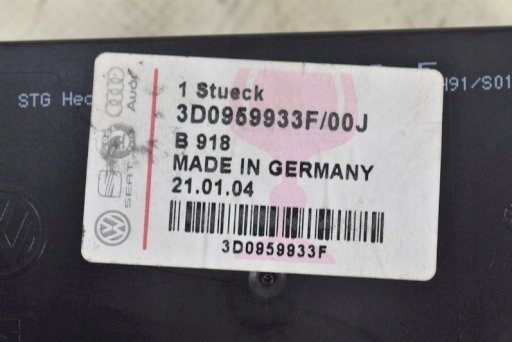 STG Hec
H91/S01
1 Stueck
3D0959933F/00J
B 918
MADE IN GERMANY
21.01.04
3D0959933F
Audi
SEAT